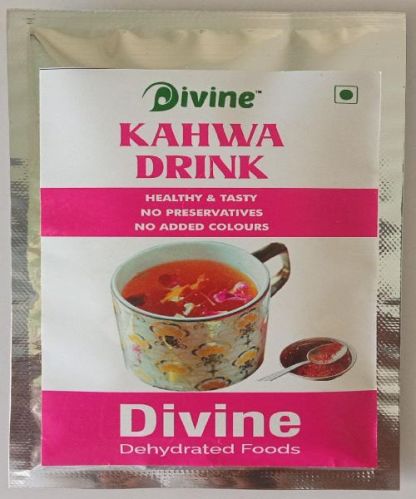 Divine™
KAHWA
DRINK
HEALTHY & TASTY
NO PRESERVATIVES
NO ADDED COLOURS
Divine
Dehydrated Foods